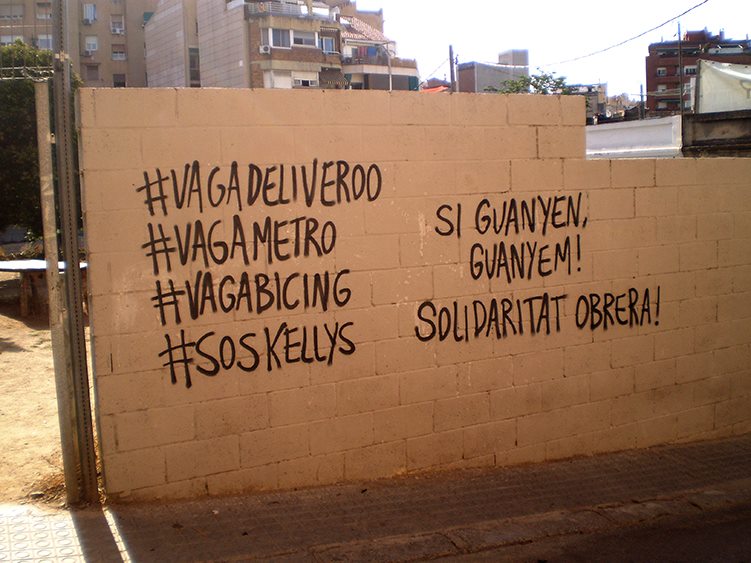 #VAGADELIVEROO
#VAGAMETRO
#VAGABICING
#SOSKELLYS
SI GUANYEN,
GUANYEM!
SOLIDARITAT OBRERA!